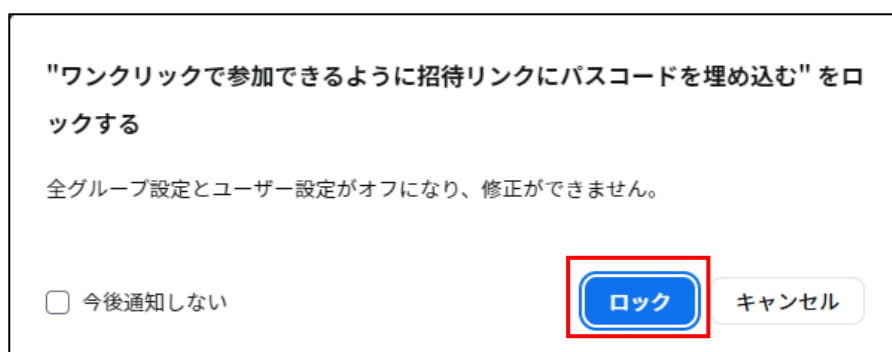 "ワンクリックで参加できるように招待リンクにパスコードを埋め込む" をロ
ックする
全グループ設定とユーザー設定がオフになり、修正ができません。
今後通知しない
ロック
キャンセル